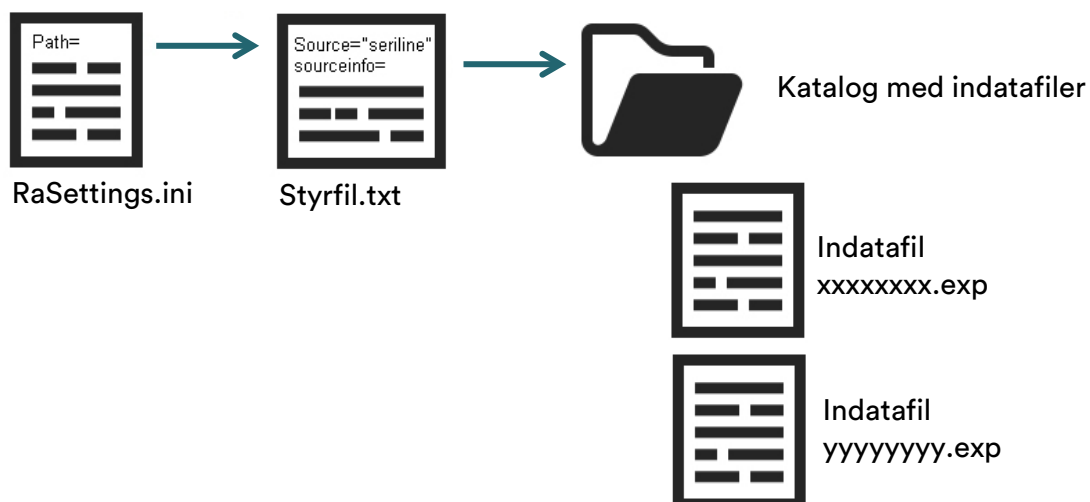 Path=
RaSettings.ini
Source="seriline"
sourceinfo=
Styrfil.txt
Katalog med indatafiler
Indatafil
xxxxxxxx.exp
Indatafil
yyyyyyyy.exp